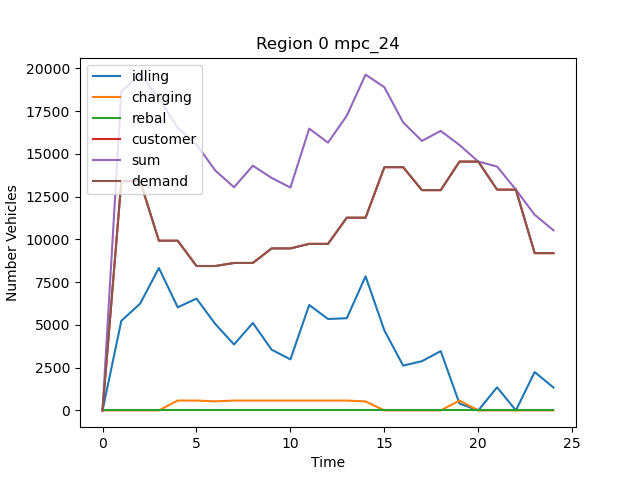 Region 0 mpc_24
20000
17500
15000
12500
10000
7500
5000
2500
0
Number Vehicles
idling
charging
rebal
customer
sum
demand
0 5 10 15 20 25
Time